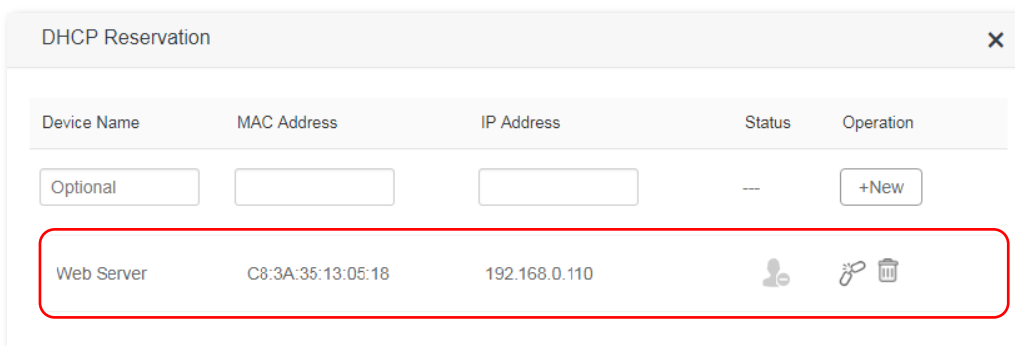 DHCP Reservation
Device Name MAC Address IP Address Status Operation
Optional --- +New
Web Server C8:3A:35:13:05:18 192.168.0.110